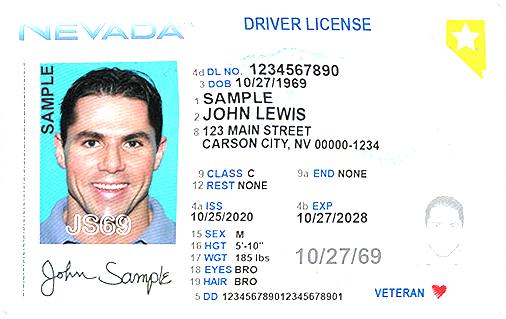 NEVADA
DRIVER LICENSE
SAMPLE
4d DL NO. 1234567890
3 DOB 10/27/1969
1 SAMPLE
2 JOHN LEWIS
8 123 MAIN STREET
CARSON CITY, NV 00000-1234
9 CLASS C 9a END NONE
12 REST NONE
4a ISS 4b EXP
10/25/2020 10/27/2028
15 SEX M
16 HGT 5'-10"
17 WGT 185 lbs
18 EYES BRO
19 HAIR BRO
5 DD 123456789012345678901
10/27/69
VETERAN
JS69
John Sample